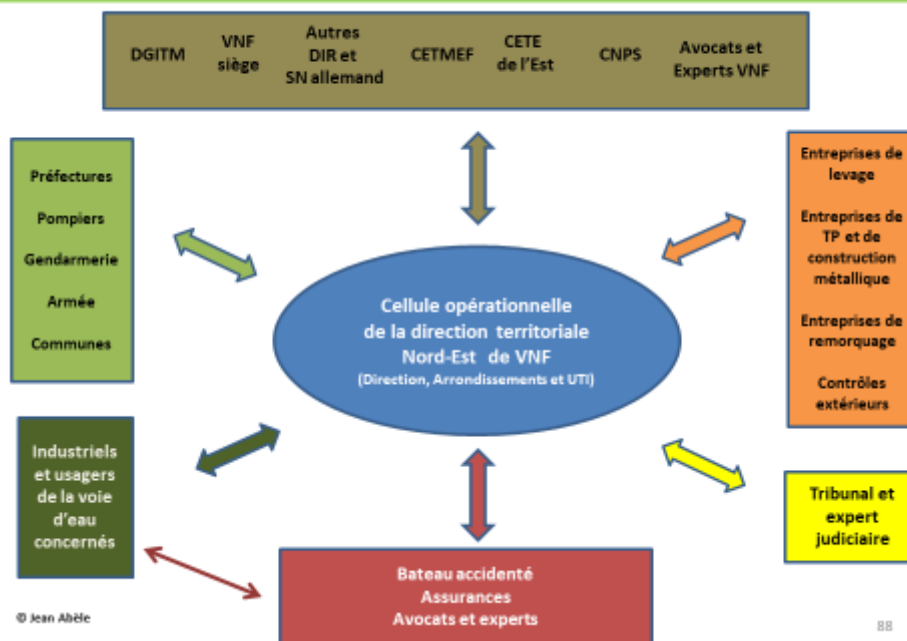 DGITM
VNF
siège
Autres
DIR et
SN allemand
CETMEF
CETE
de l'Est
CNPS
Avocats et
Experts VNF
Préfectures
Pompiers
Gendarmerie
Armée
Communes
Entreprises de
levage
Entreprises de
TP et de
construction
métallique
Entreprises de
remorquage
Contrôles
extérieurs
Cellule opérationnelle
de la direction territoriale
Nord-Est de VNF
(Direction, Arrondissements et UTI)
Industriels
et usagers
de la voie
d'eau
concernés
Tribunal et
expert
judiciaire
Bateau accidenté
Assurances
Avocats et experts
© Jean Abèle
88